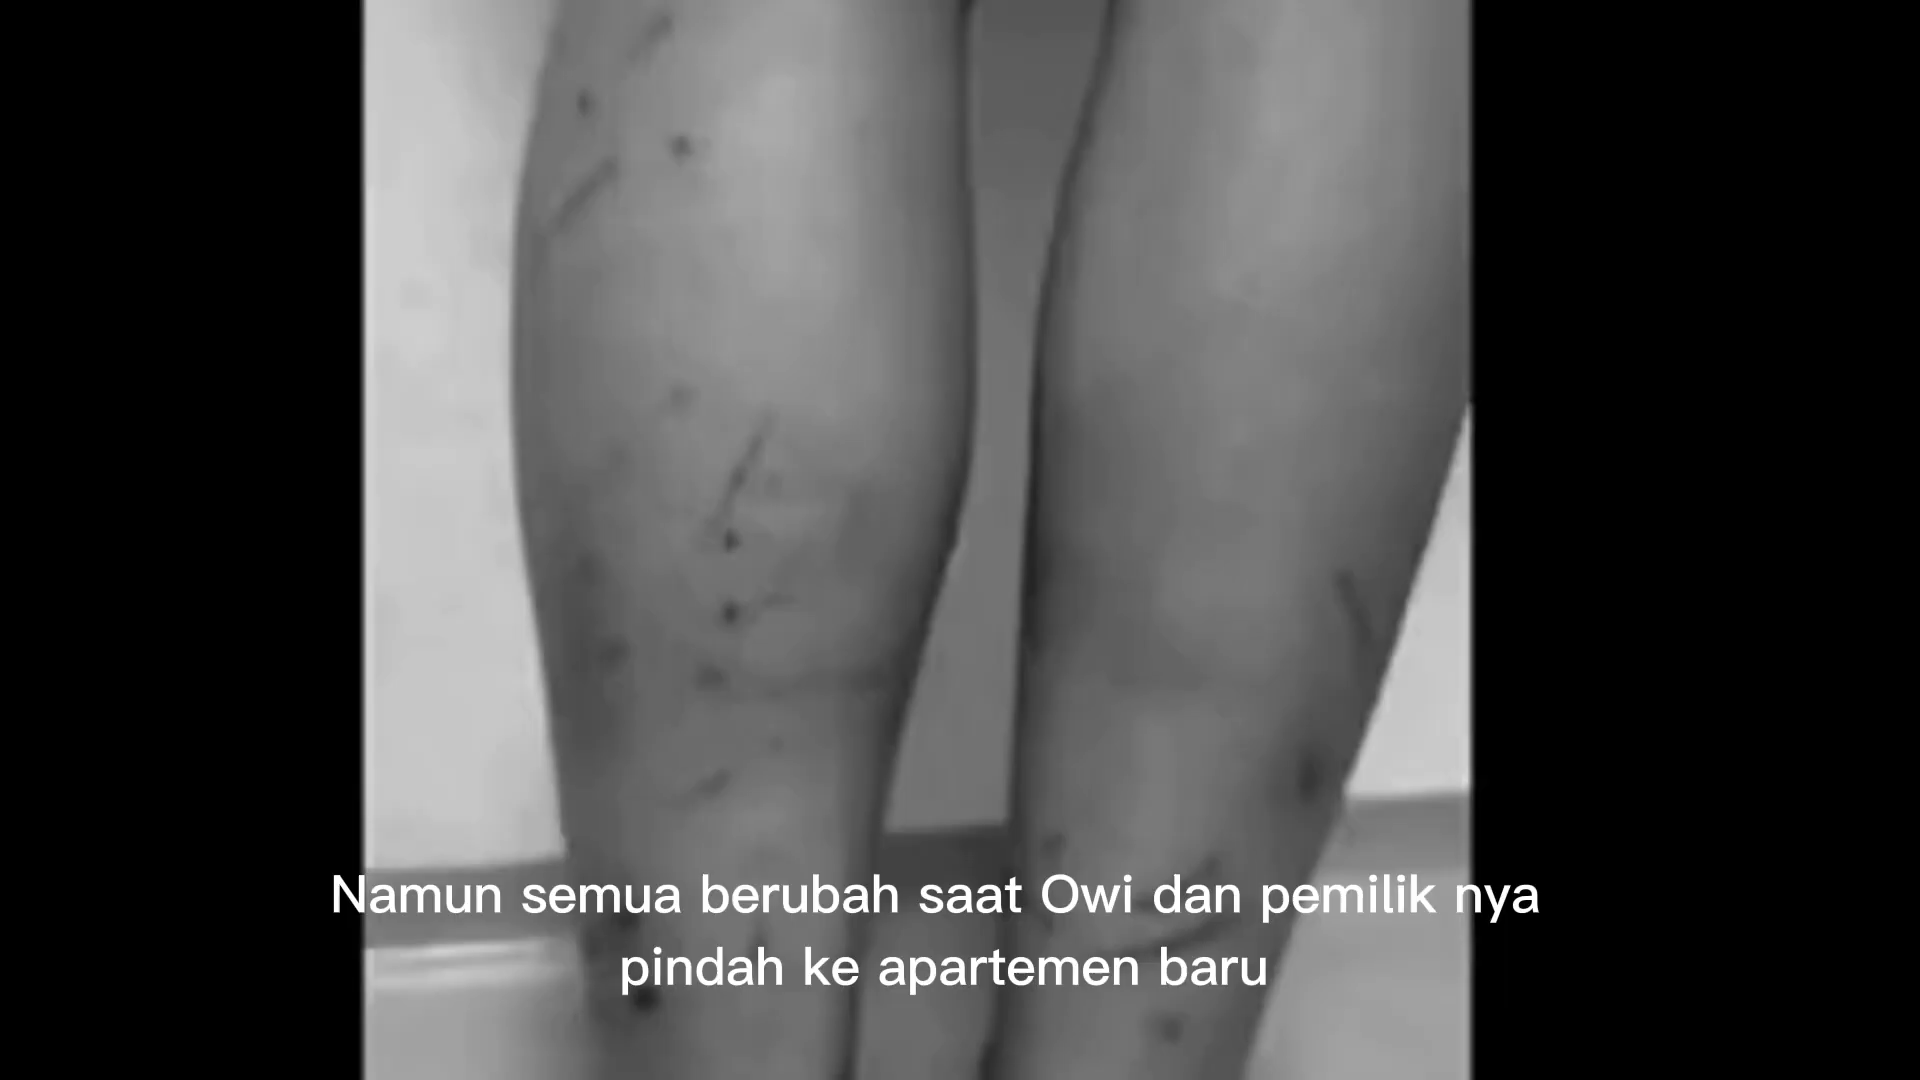 Namun semua berubah saat Owi dan pemilik nya
pindah ke apartemen baru